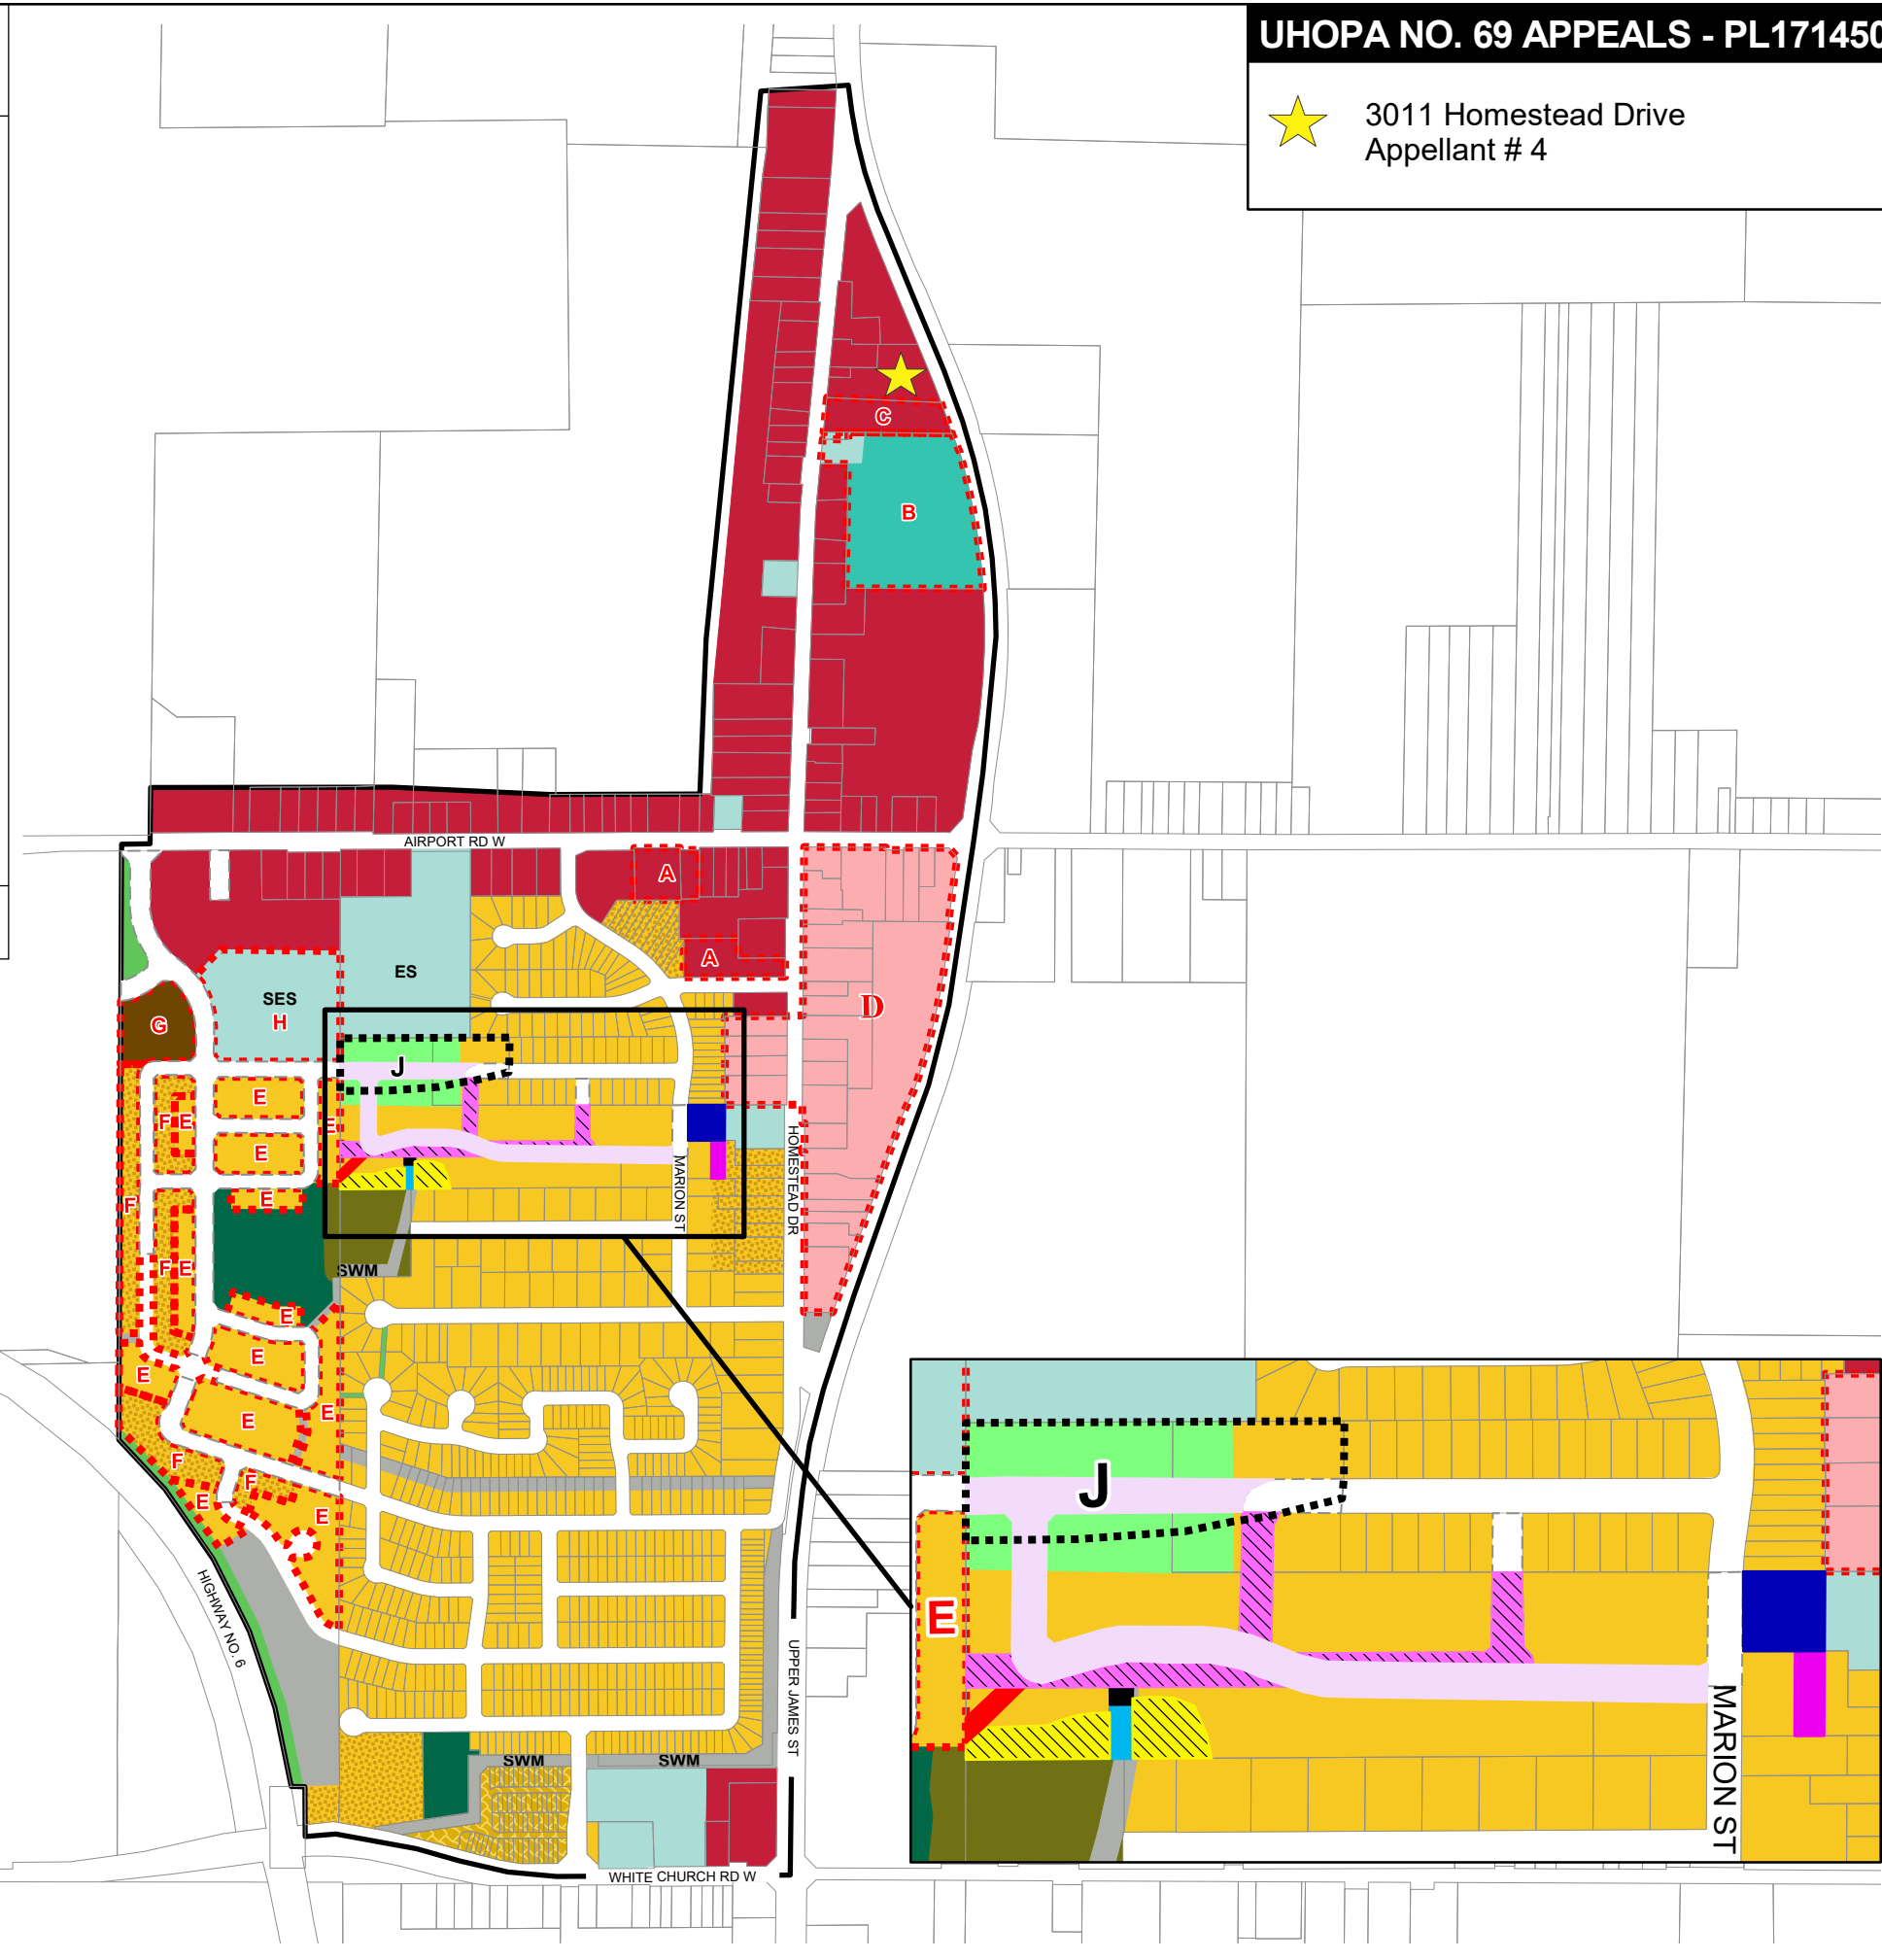 UHOPA NO. 69 APPEALS - PL171450
3011 Homestead Drive
Appellant # 4
C
B
AIRPORT RD W
A
A
ES
SES
H
D
G
J
E
F E
E
E
E
F
F E
SWM
MARION ST
HOMESTEAD DR
E
E
E
E
E
F
F
E
E
HIGHWAY NO. 6
UPPER JAMES ST
SWM
SWM
WHITE CHURCH RD W
J
E
MARION ST